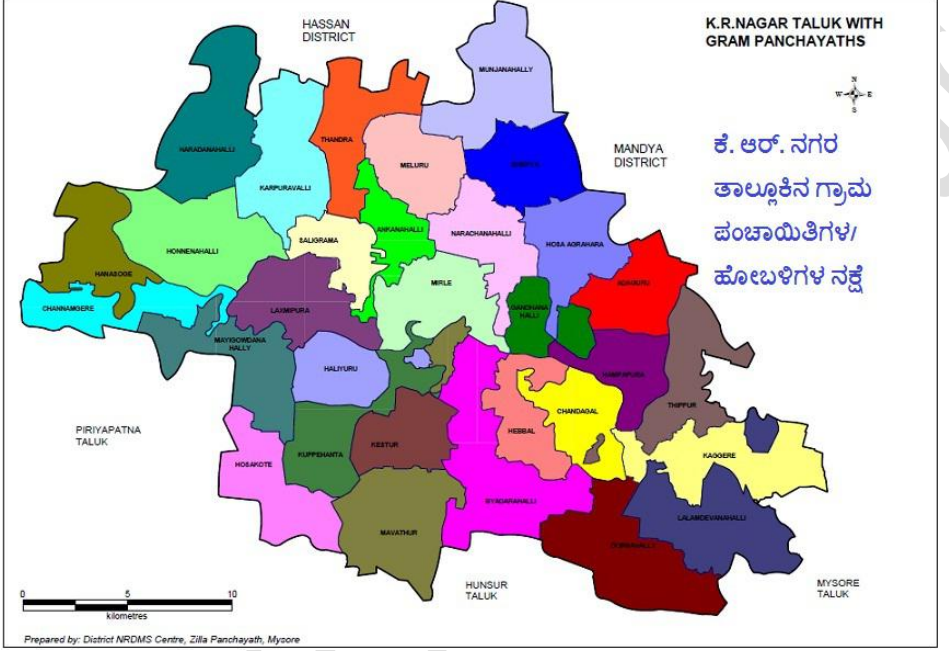 HASSAN
DISTRICT
K.R.NAGAR TALUK WITH
GRAM PANCHAYATHS
MUNJANAHALLY
N
W E
S
NARADANAHALLI
KARPURAVALLI
THANDRA
MELURU
MANDYA
DISTRICT
ಕೆ. ಆರ್. ನಗರ
ತಾಲ್ಲೂಕಿನ ಗ್ರಾಮ
ಪಂಚಾಯಿತಿಗಳ/
ಹೋಬಳಿಗಳ ನಕ್ಷೆ
HONNENAHALLI
SALIGRAMA
ANKANAHALLI
NARACHANAHALLI
HOSA AGRAHARA
HANASOGE
CHANNAMGERE
LAXMIPURA
MIRLE
GANDHANA
HALLI
MAYIGOWDANA
HALLY
HALIYURU
HAMPAPURA
CHANDAGAL
THIPPUR
PIRIYAPATNA
TALUK
HOSAKOTE
KUPPEHANTA
KESTUR
HEBBAL
KAGGERE
MAVATHUR
BYADARAHALLI
LALANDEVANAHALLI
HUNSUR
TALUK
MYSORE
TALUK
0 5 10
kilometres
Prepared by: District NRDMS Centre, Zilla Panchayath, Mysore